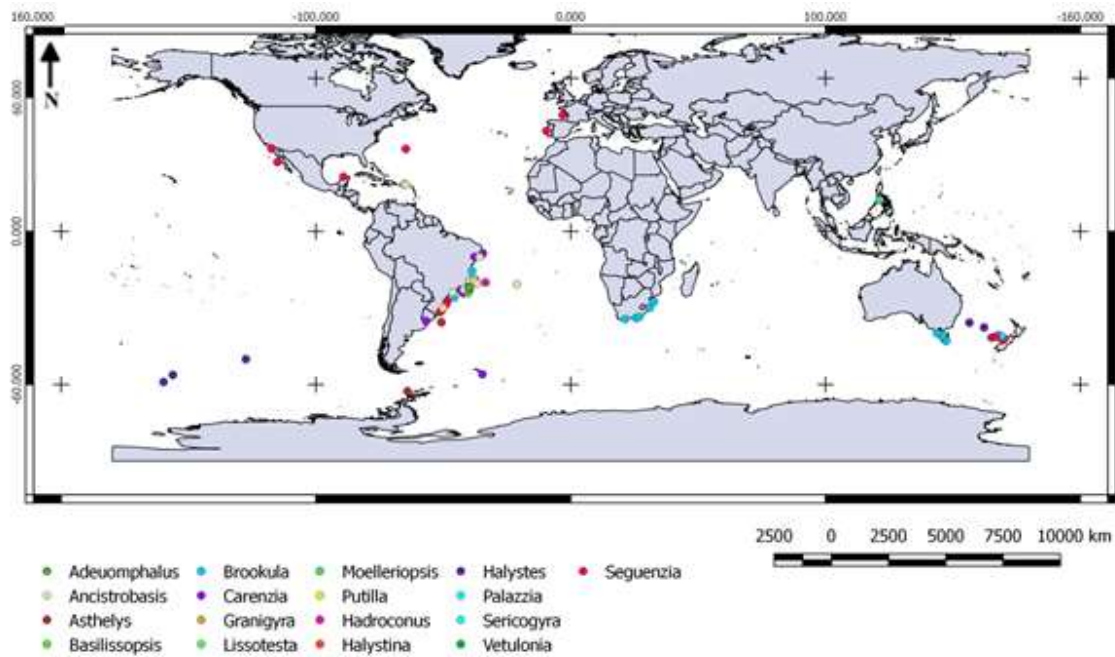 160.000 -100.000 0.000 100.000 -160.000
N
60.000
0.000
-60.000
2500 0 2500 5000 7500 10000 km
Adeuomphalus Brookula Moelleriopsis Halystes Seguenzia
Ancistrobasis Carenzia Putilla Palazzia
Asthelys Granigyra Hadroconus Sericogyra
Basilissopsis Lissotesta Halystina Vetulonia